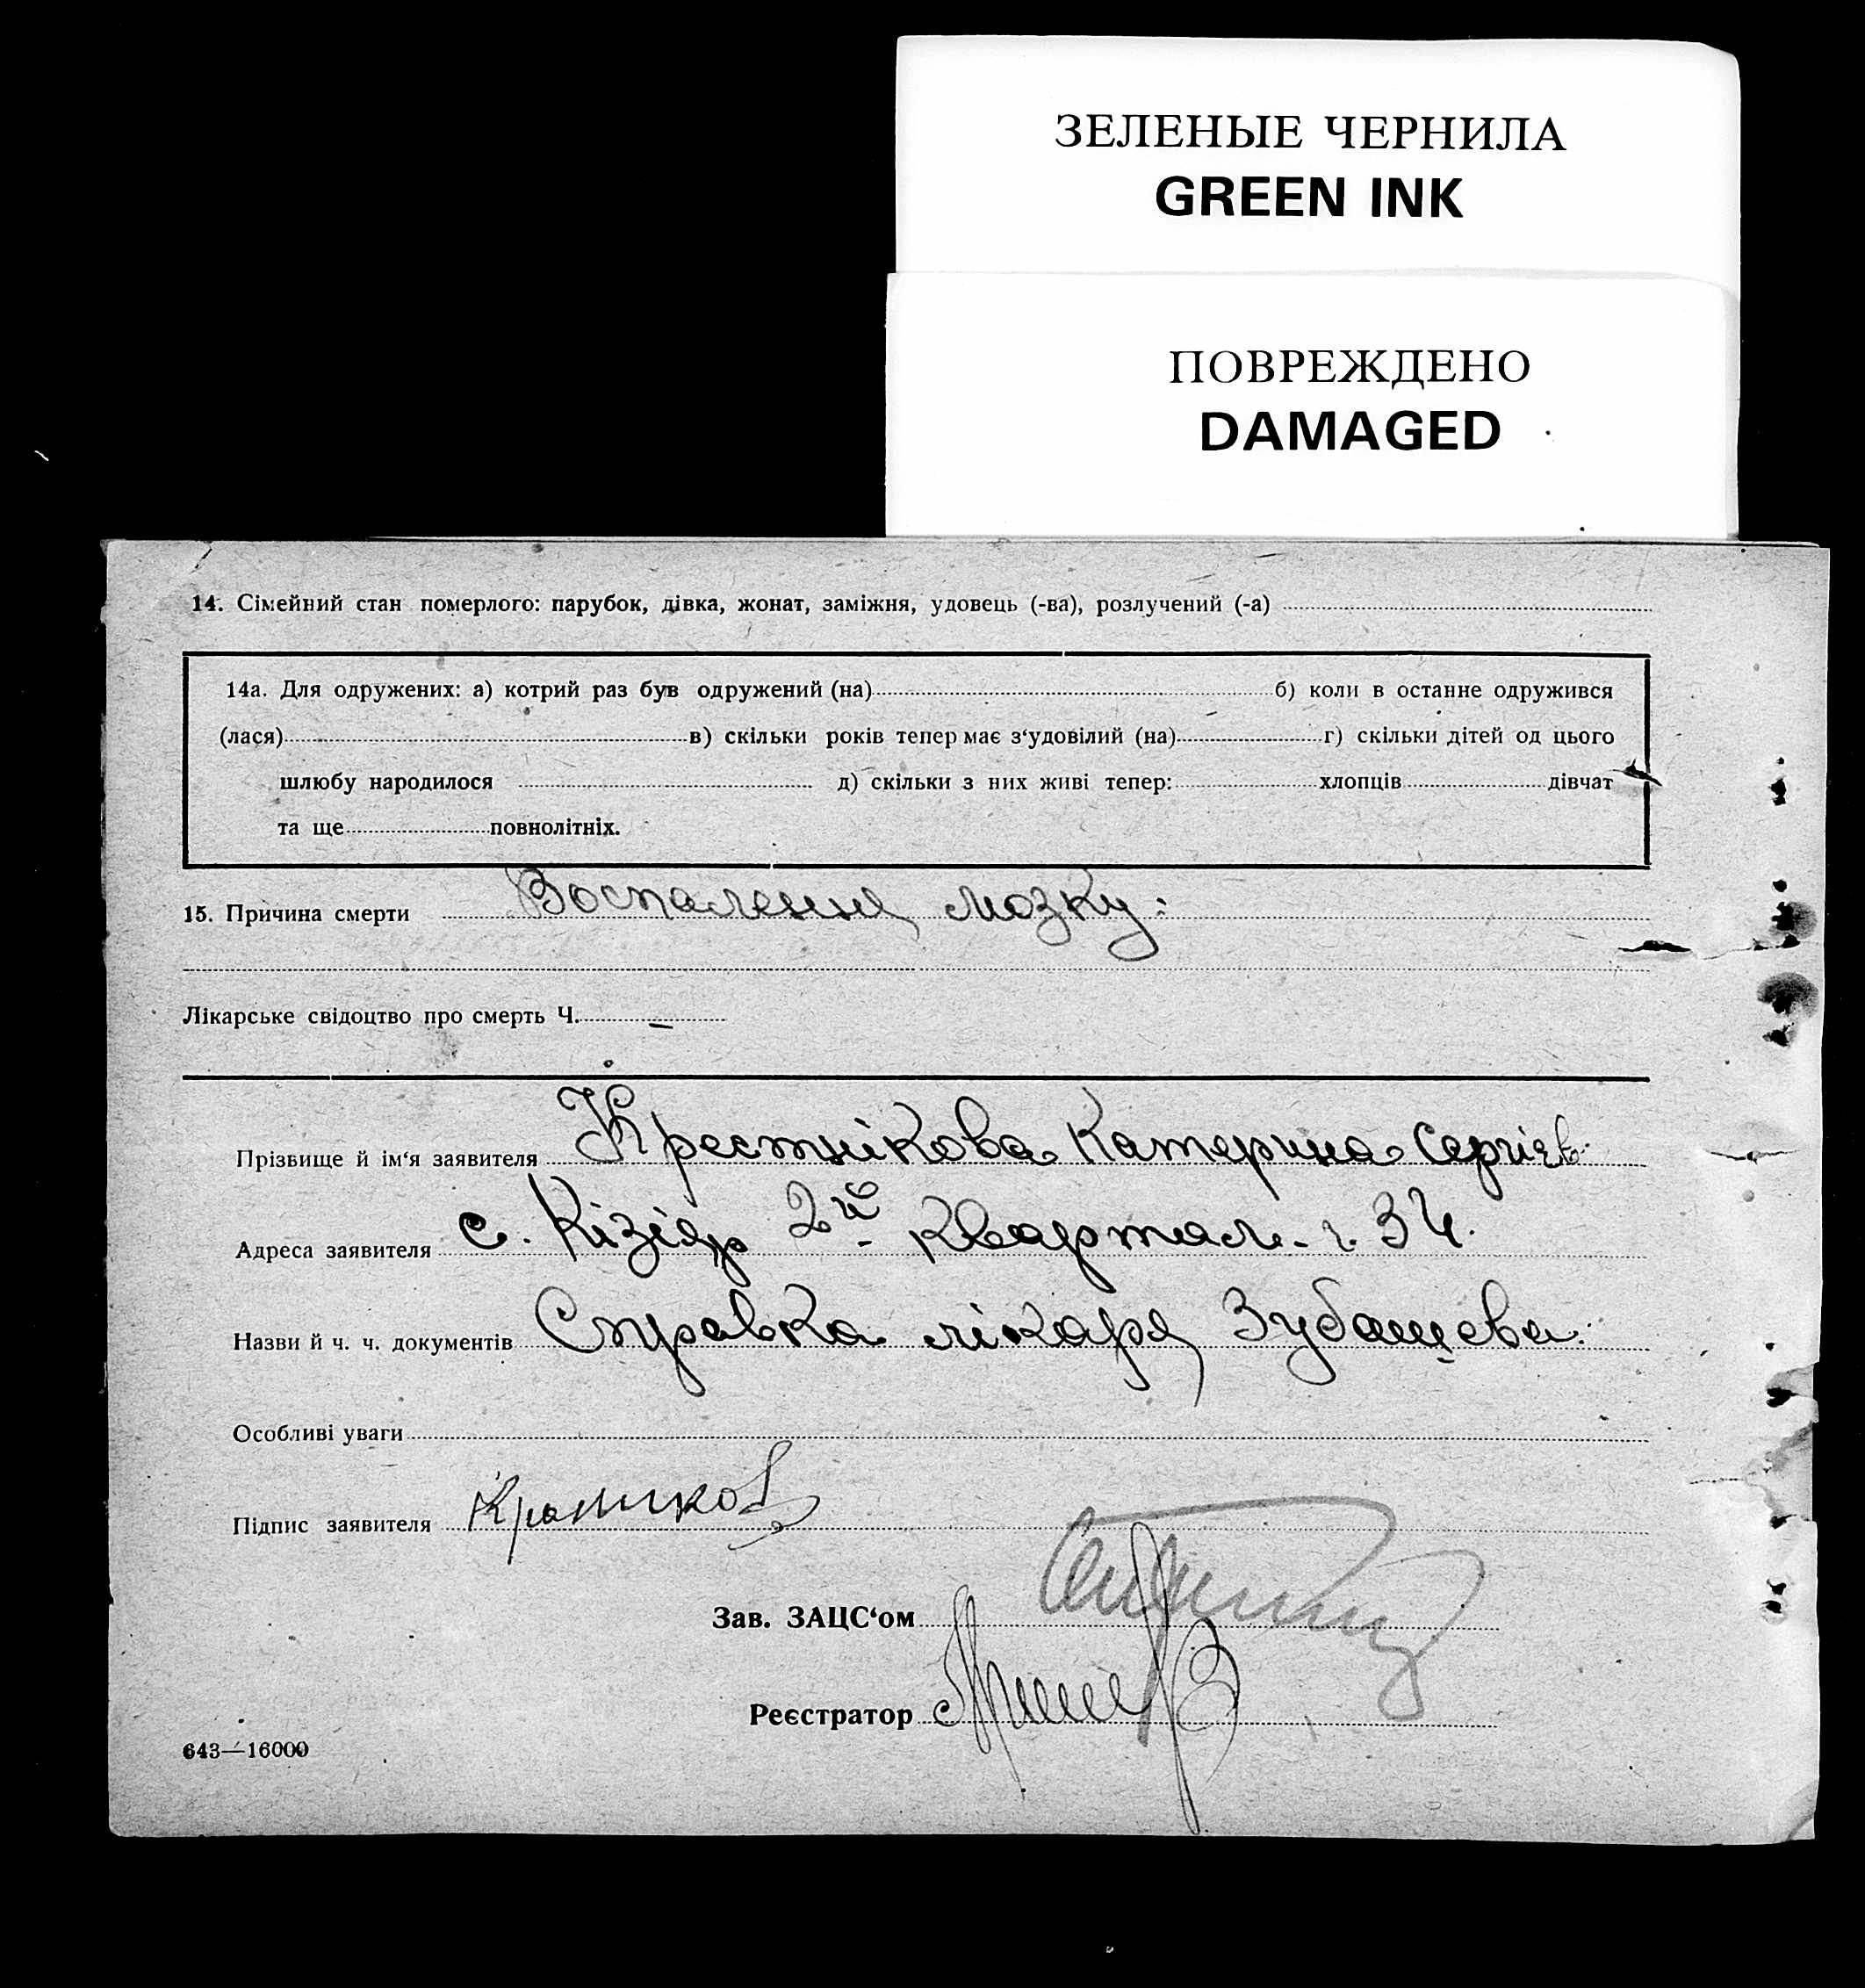 ЗЕЛЕНЫЕ ЧЕРНИЛА
GREEN INK
ПОВРЕЖДЕНО
DAMAGED
14. Сімейний стан померлого: парубок, дівка, жонат, заміжня, удовець (-ва), розлучений (-а)
14а. Для одружених: а) котрий раз був одружений (на) б) коли в останнє одружився
(лася) в) скільки років тепер має з‘удовілий (на) г) скільки дітей од цього
шлюбу народилося д) скільки з них живі тепер: хлопців дівчат
та ще повнолітніх.
15. Причина смерти Воспалення мозку:
Лікарське свідоцтво про смерть Ч. —
Прізвище й ім‘я заявителя Крестнікова Катерина Сергієв.
Адреса заявителя с. Кізіяр 2й квартал. ч. 34.
Назви й ч. ч. документів Справка лікаря Зубащева.
Особливі уваги
Підпис заявителя
Зав. ЗАЦС‘ом
Реєстратор
643—16000